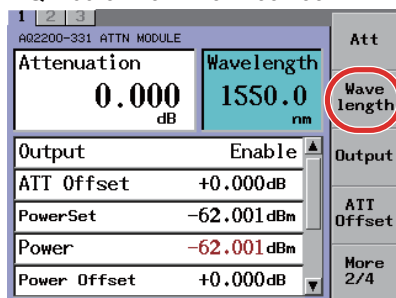 1 2 3
AQ2200-331 ATTN MODULE
Attenuation
0.000
dB
Wavelength
1550.0
nm
Output Enable
ATT Offset +0.000dB
PowerSet -62.001dBm
Power -62.001dBm
Power Offset +0.000dB
Att
Wave
length
Output
ATT
Offset
More
2/4